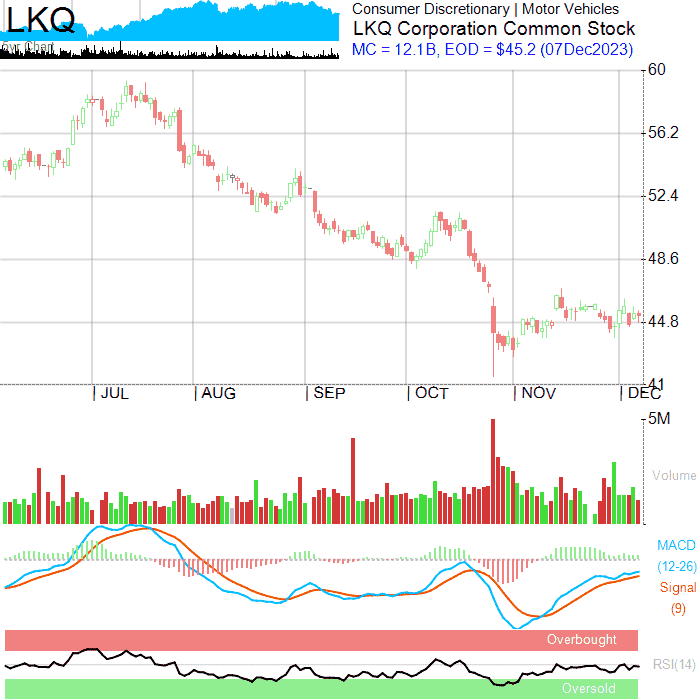 LKQ
5yr Chart
Consumer Discretionary | Motor Vehicles
LKQ Corporation Common Stock
MC = 12.1B, EOD = $45.2 (07Dec2023)
60
56.2
52.4
48.6
44.8
41
JUL AUG SEP OCT NOV DEC
5M
Volume
MACD
(12-26)
Signal
(9)
Overbought
RSI(14)
Oversold